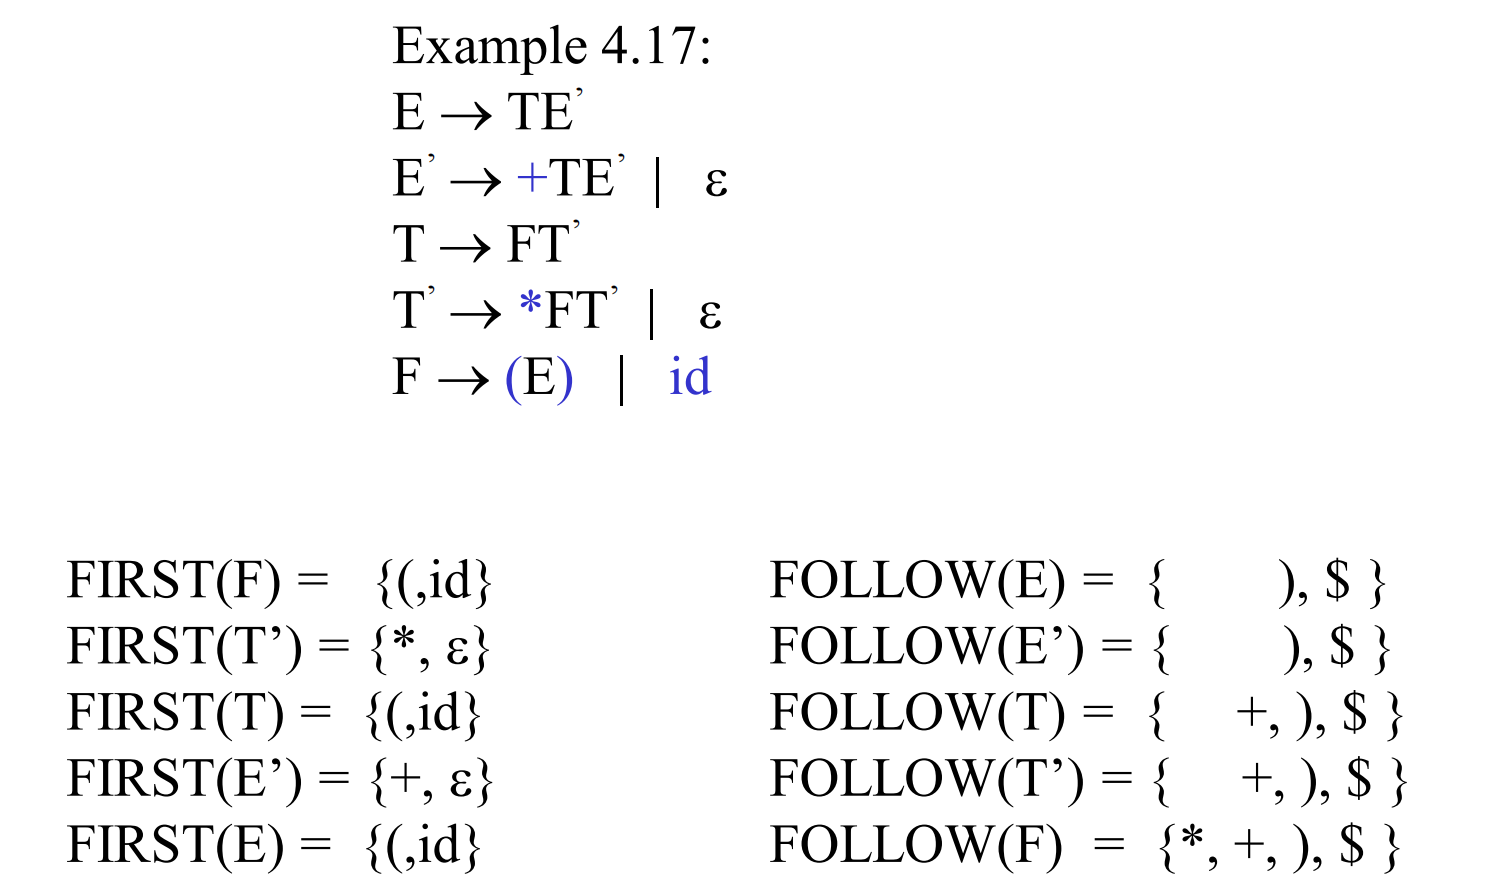 Example 4.17:
E → TE’
E’ → +TE’ | ε
T → FT’
T’ → *FT’ | ε
F → (E) | id
FIRST(F) = {(,id}
FIRST(T’) = {*, ε}
FIRST(T) = {(,id}
FIRST(E’) = {+, ε}
FIRST(E) = {(,id}
FOLLOW(E) = { ), $ }
FOLLOW(E’) = { ), $ }
FOLLOW(T) = { +, ), $ }
FOLLOW(T’) = { +, ), $ }
FOLLOW(F) = {*, +, ), $ }